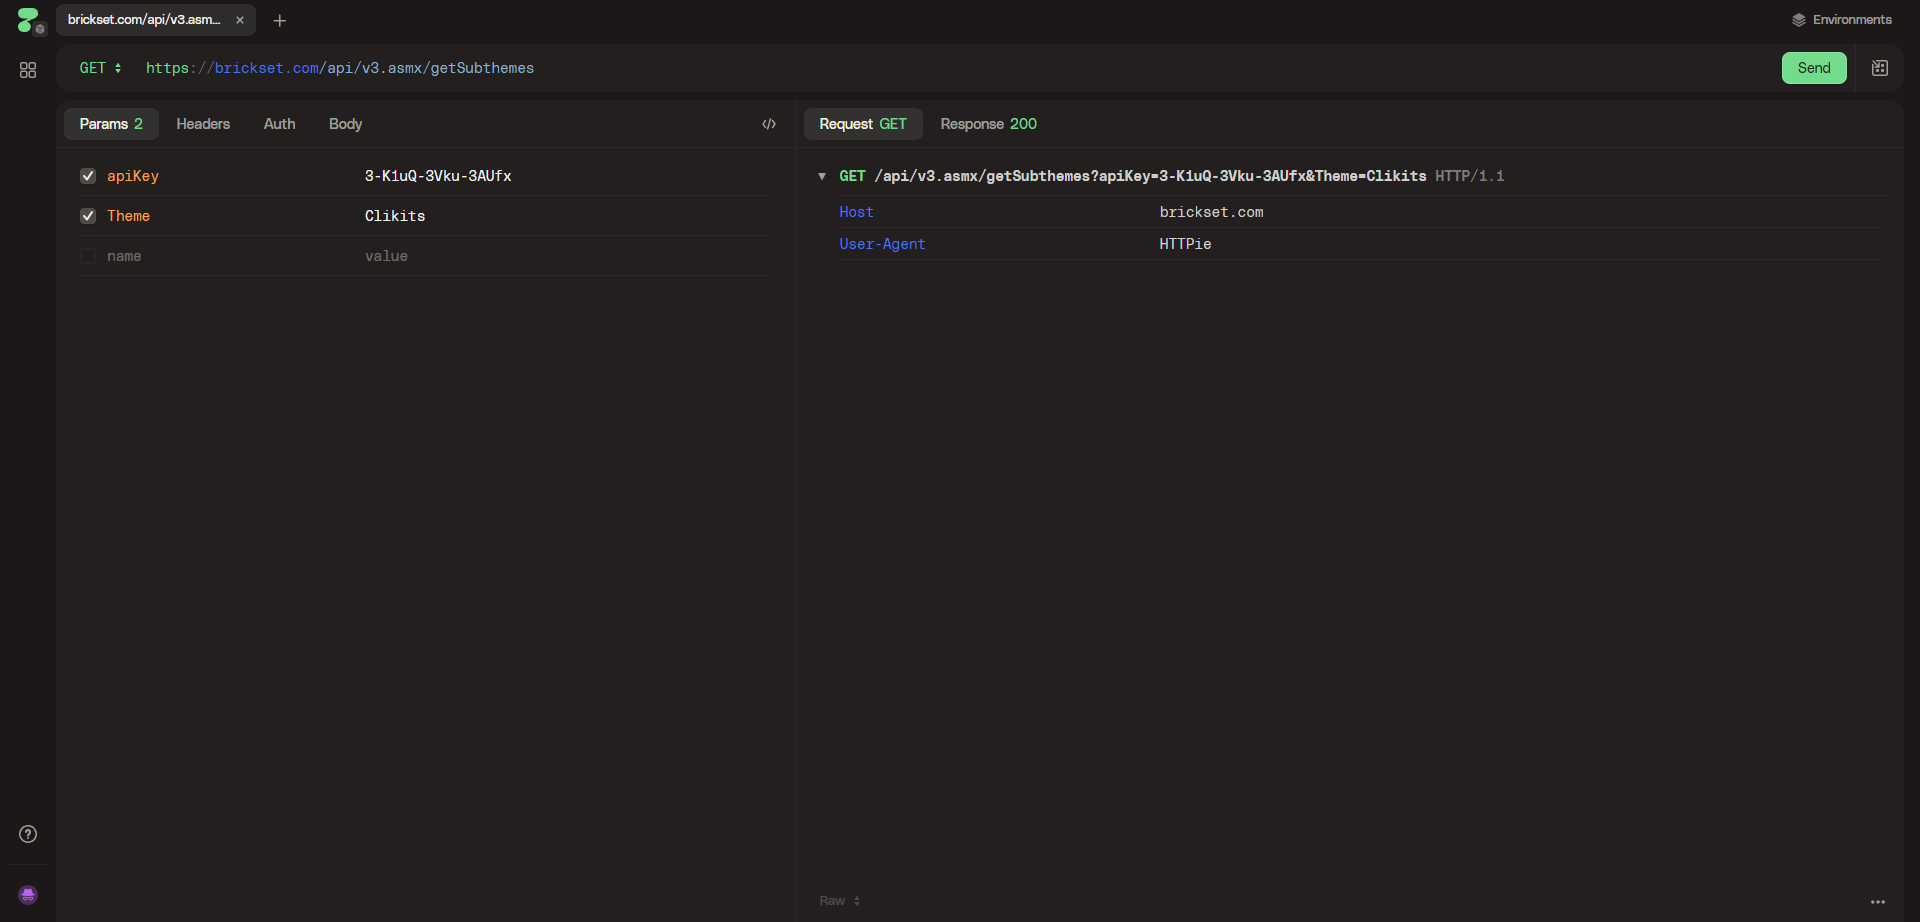 brickset.com/api/v3.asm...
Environments
GET https://brickset.com/api/v3.asmx/getSubthemes
Send
Params 2 Headers Auth Body
Request GET Response 200
apiKey 3-K1uQ-3Vku-3AUfx
Theme Clikits
name value
GET /api/v3.asmx/getSubthemes?apiKey=3-K1uQ-3Vku-3AUfx&Theme=Clikits HTTP/1.1
Host brickset.com
User-Agent HTTPie
Raw